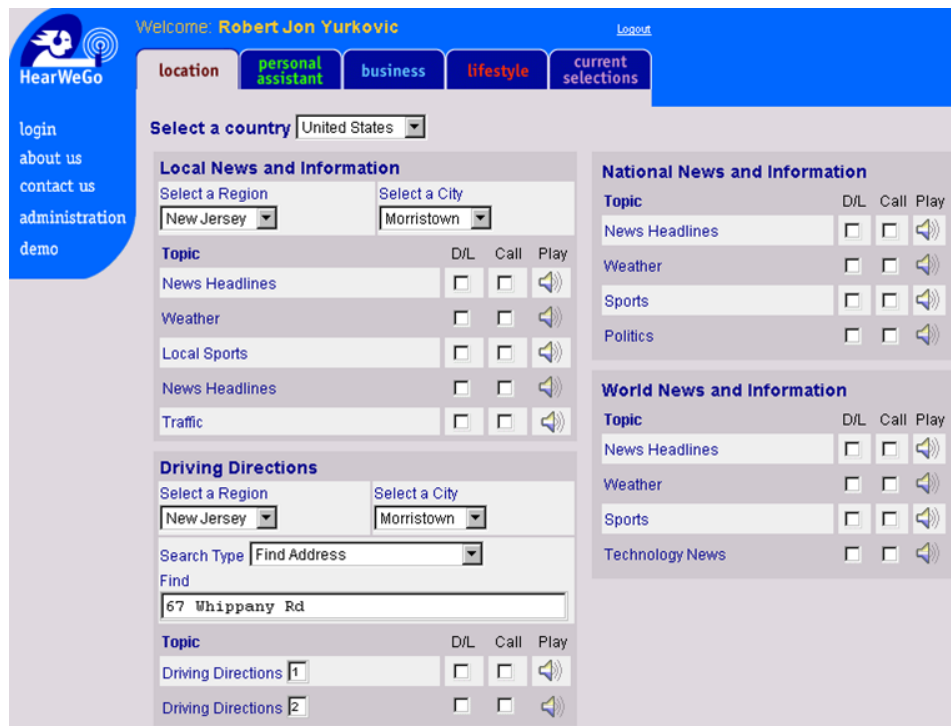 Welcome: Robert Jon Yurkovic
Logout
HearWeGo
location
personal assistant
business
lifestyle
current selections
login
about us
contact us
administration
demo
Select a country United States
Local News and Information
Select a Region Select a City
New Jersey Morristown
Topic D/L Call Play
News Headlines
Weather
Local Sports
News Headlines
Traffic
Driving Directions
Select a Region Select a City
New Jersey Morristown
Search Type Find Address
Find
67 Whippany Rd
Topic D/L Call Play
Driving Directions 1
Driving Directions 2
National News and Information
Topic D/L Call Play
News Headlines
Weather
Sports
Politics
World News and Information
Topic D/L Call Play
News Headlines
Weather
Sports
Technology News